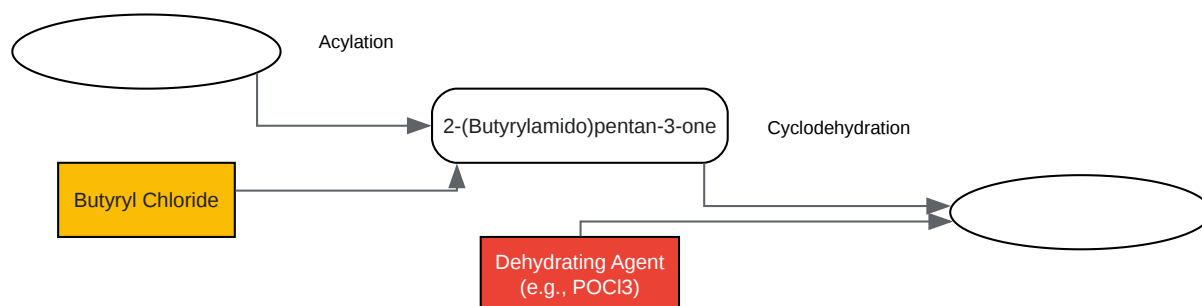 Acylation
2-(Butyrylamido)pentan-3-one
Cyclodehydration
Butyryl Chloride
Dehydrating Agent
(e.g., POCl3)